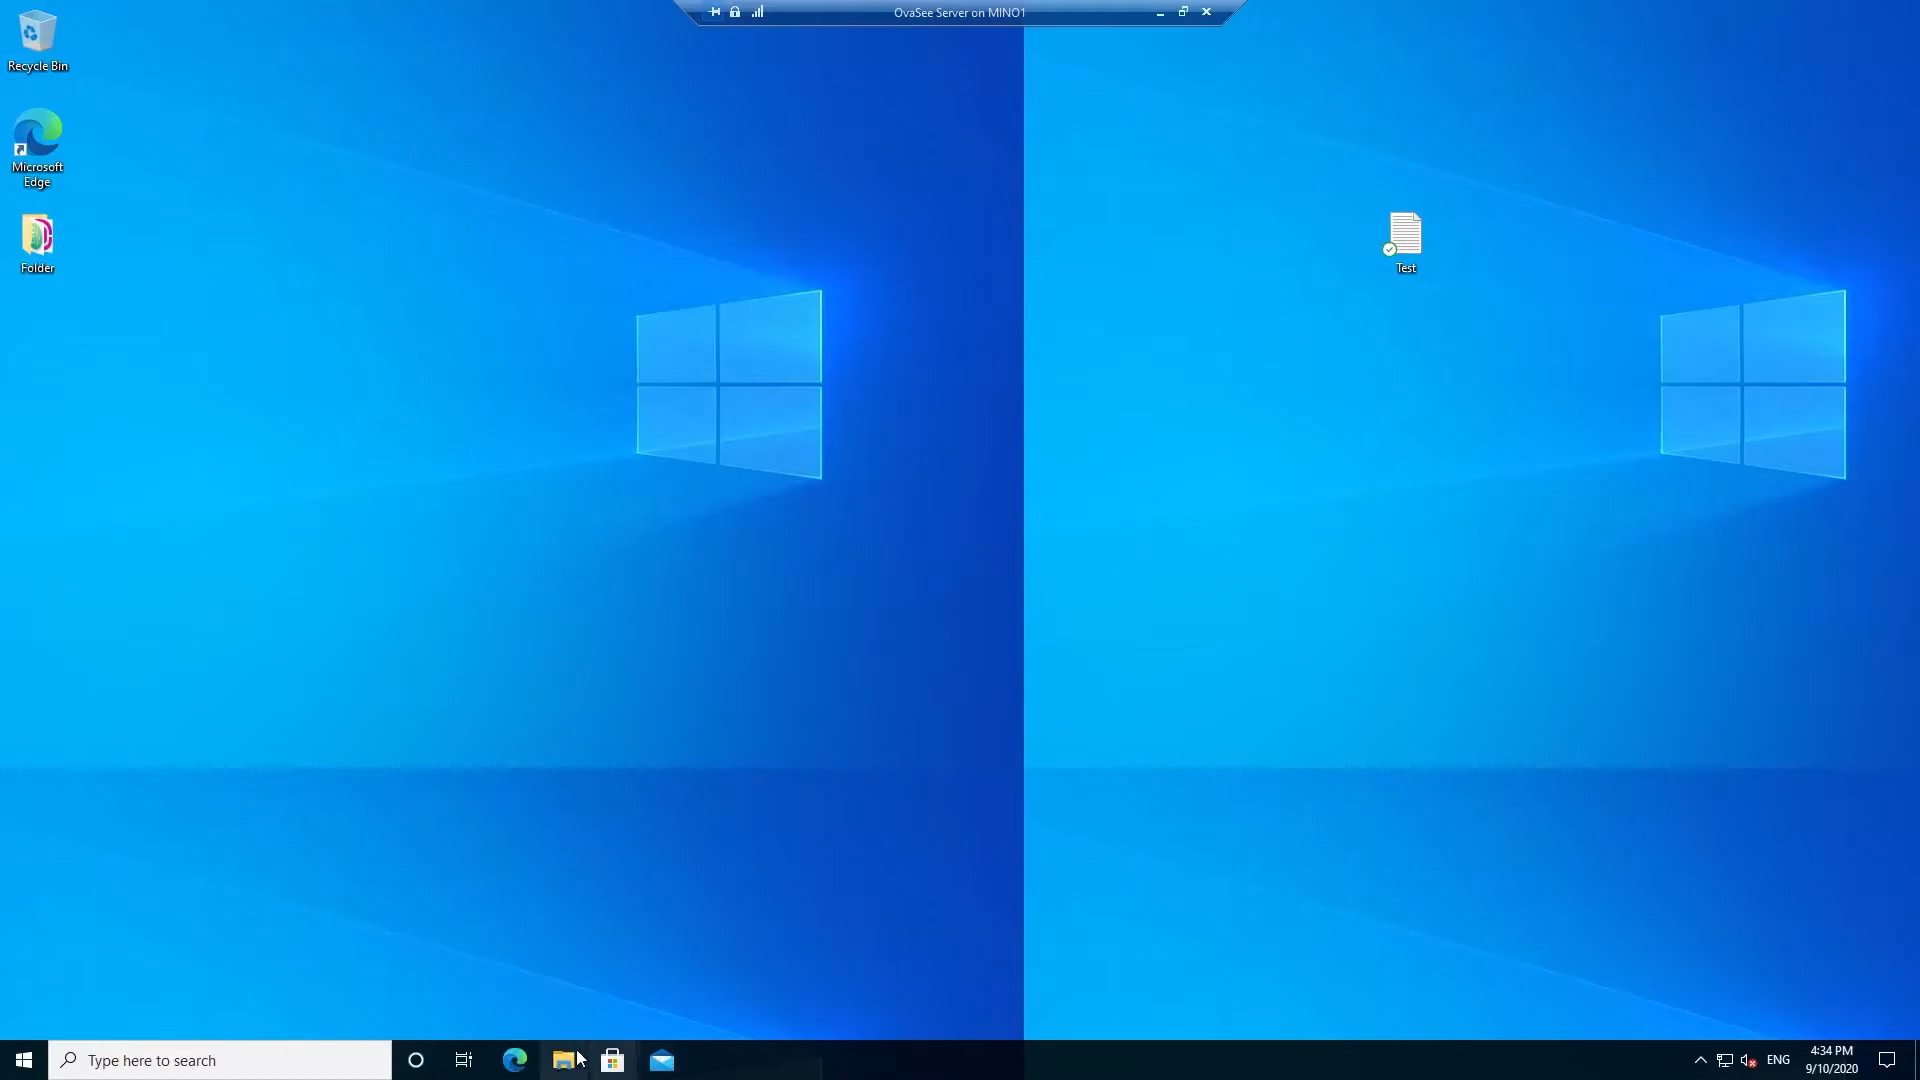 OvaSee Server on MINO1
Recycle Bin
Microsoft
Edge
Folder
Test
Type here to search
ENG
4:34 PM
9/10/2020